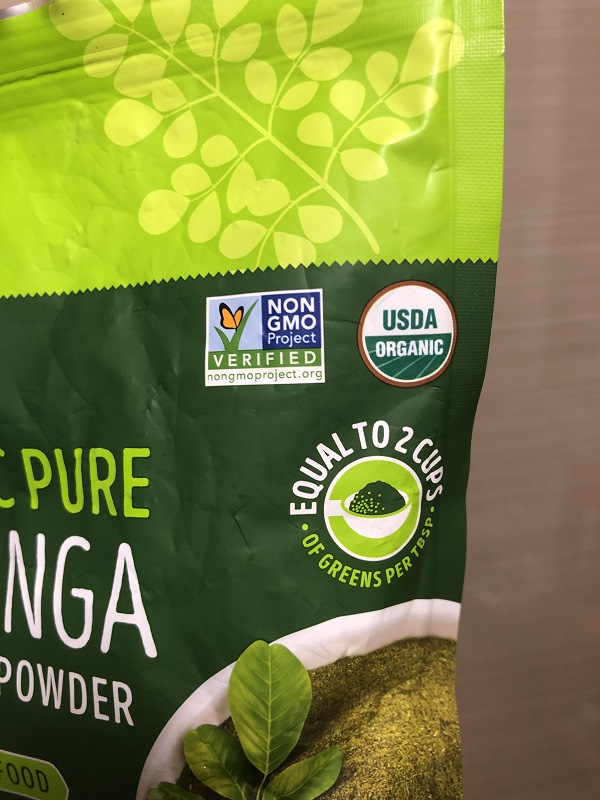 NON
GMO
Project
VERIFIED
nongmoproject.org
USDA
ORGANIC
EQUAL TO 2 CUPS
• OF GREENS PER TBSP •
C PURE
NGA
POWDER
FOOD